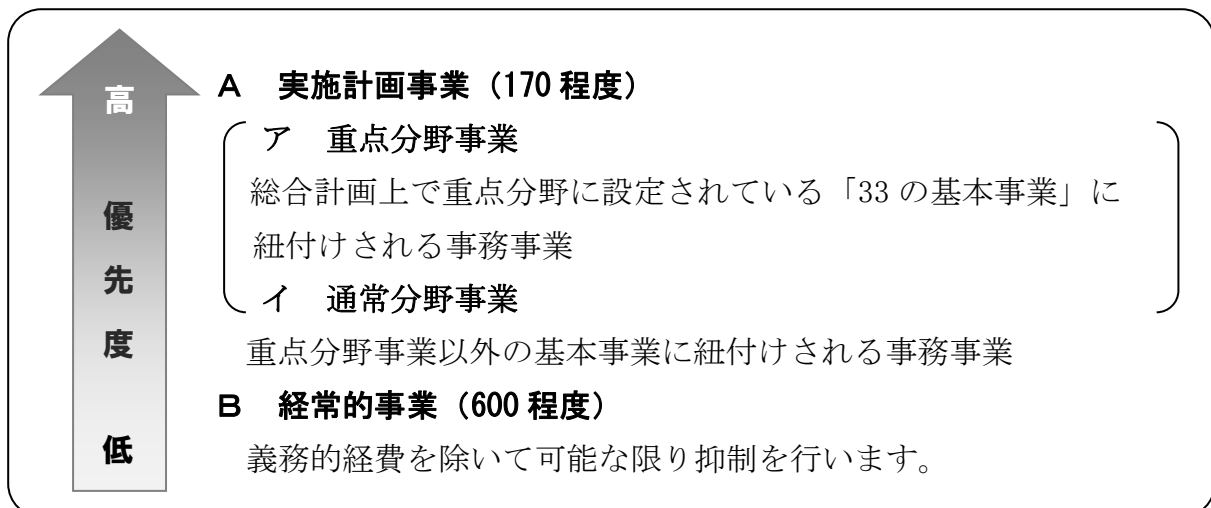 高
優
先
度
低
A　実施計画事業（170 程度）
ア　重点分野事業
総合計画上で重点分野に設定されている「33 の基本事業」に
紐付けされる事務事業
イ　通常分野事業
重点分野事業以外の基本事業に紐付けされる事務事業
B　経常的事業（600 程度）
義務的経費を除いて可能な限り抑制を行います。